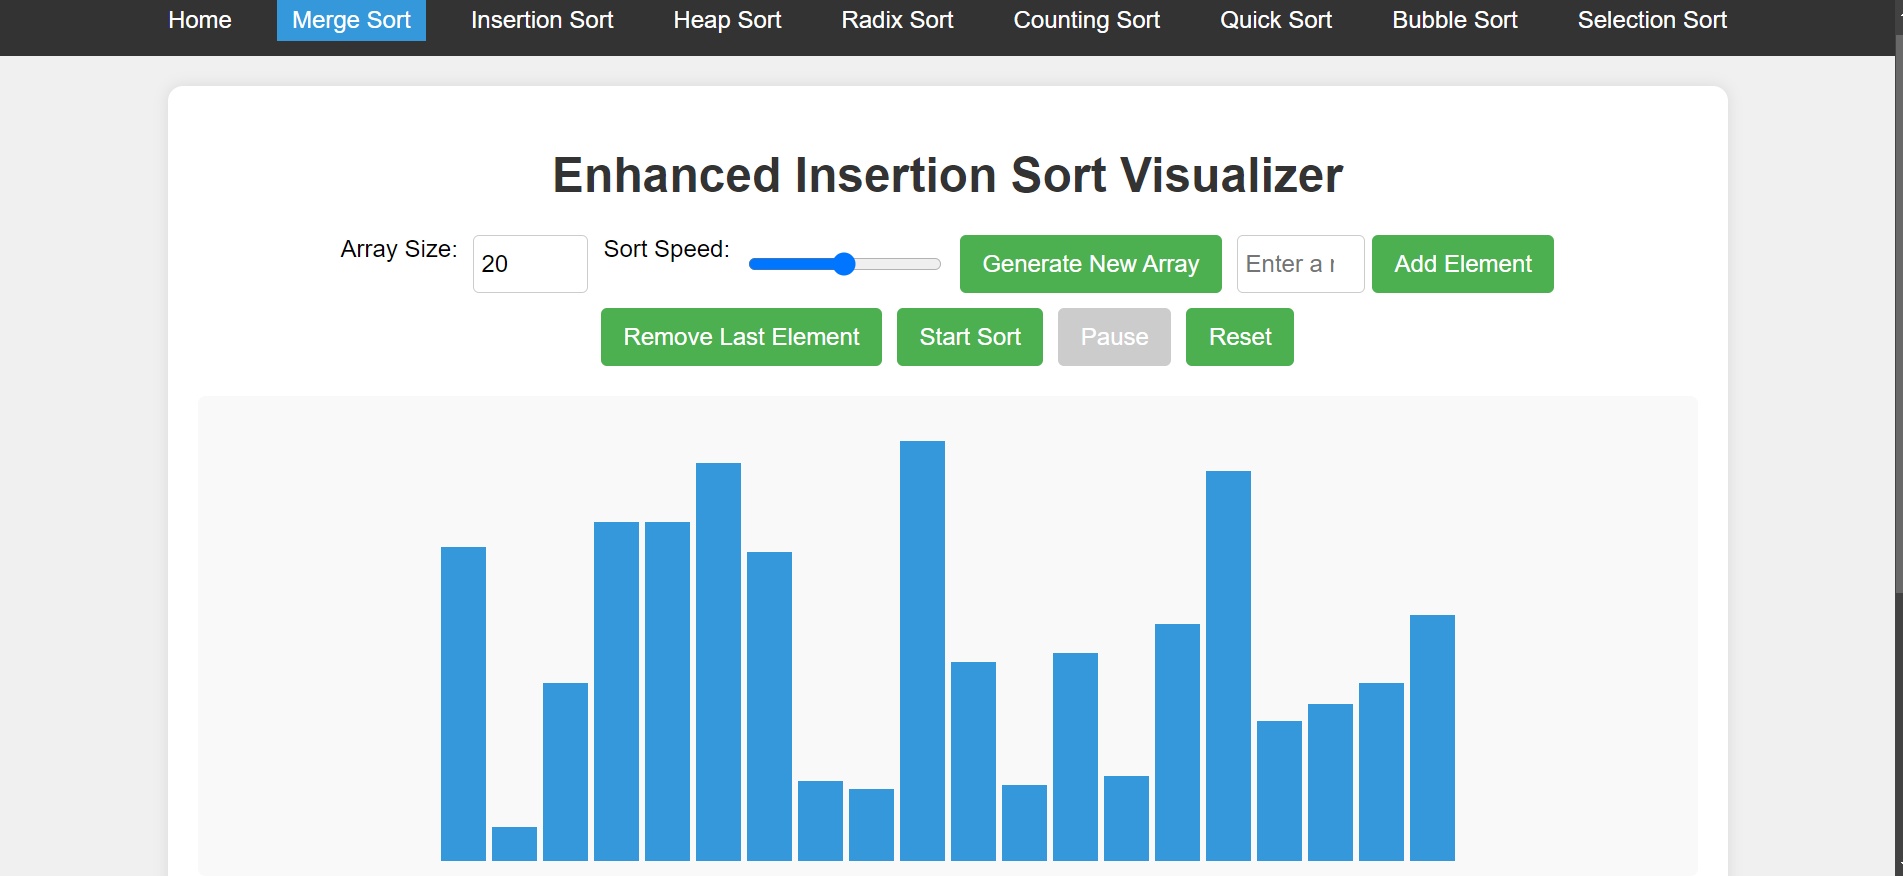 Home Merge Sort Insertion Sort Heap Sort Radix Sort Counting Sort Quick Sort Bubble Sort Selection Sort
Enhanced Insertion Sort Visualizer
Array Size: 20 Sort Speed: Generate New Array Enter a Add Element
Remove Last Element Start Sort Pause Reset